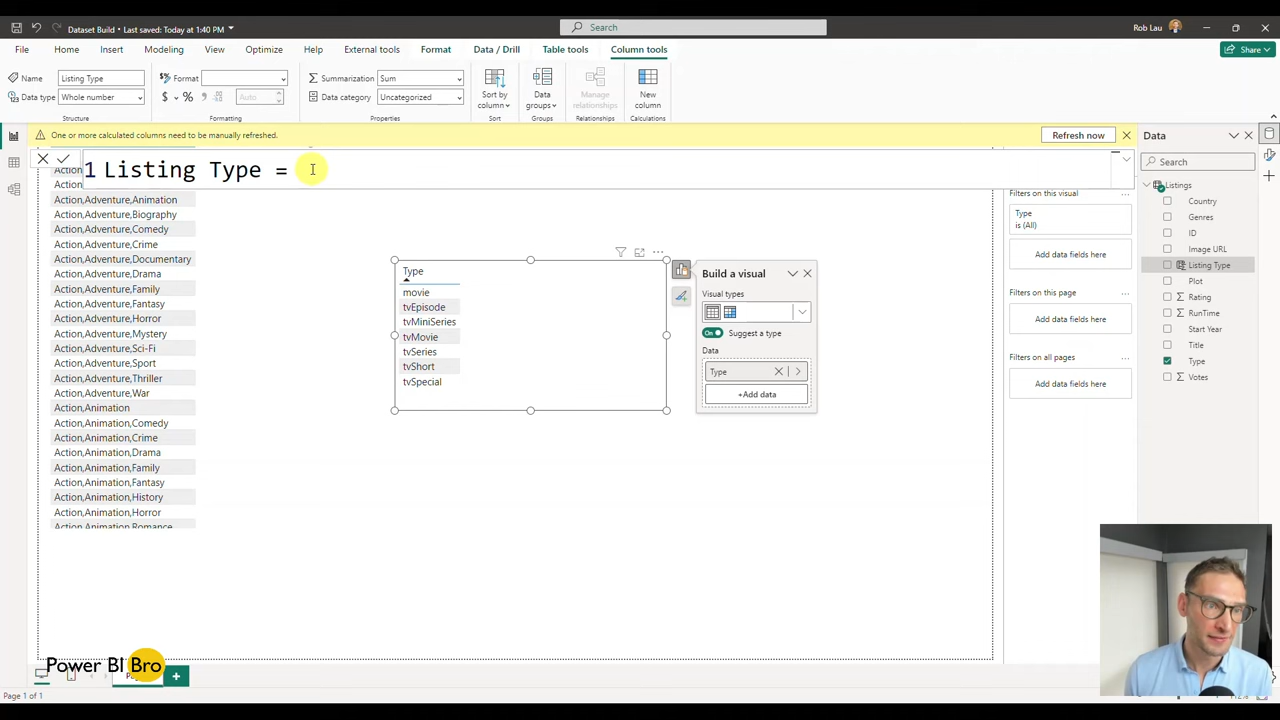 Dataset Build • Last saved: Today at 1:40 PM
Search
Rob Lau
File
Home
Insert
Modeling
View
Optimize
Help
External tools
Format
Data / Drill
Table tools
Column tools
Share
Name
Listing Type
Data type
Whole number
Structure
Format
$
%
Auto
Formatting
Summarization
Sum
Data category
Uncategorized
Properties
Sort by
column
Sort
Data
groups
Groups
Manage
relationships
Relationships
New
column
Calculations
One or more calculated columns need to be manually refreshed.
Refresh now
1 Listing Type =
Action,Adventure,Animation
Action,Adventure,Biography
Action,Adventure,Comedy
Action,Adventure,Crime
Action,Adventure,Documentary
Action,Adventure,Drama
Action,Adventure,Family
Action,Adventure,Fantasy
Action,Adventure,Horror
Action,Adventure,Mystery
Action,Adventure,Sci-Fi
Action,Adventure,Sport
Action,Adventure,Thriller
Action,Adventure,War
Action,Animation
Action,Animation,Comedy
Action,Animation,Crime
Action,Animation,Drama
Action,Animation,Family
Action,Animation,Fantasy
Action,Animation,History
Action,Animation,Horror
Action,Animation,Romance
Type
movie
tvEpisode
tvMiniSeries
tvMovie
tvSeries
tvShort
tvSpecial
Build a visual
Visual types
On
Suggest a type
Data
Type
+Add data
Filters on this visual
Type
is (All)
Add data fields here
Filters on this page
Add data fields here
Filters on all pages
Add data fields here
Data
Search
Listings
Country
Genres
ID
Image URL
Listing Type
Plot
Rating
RunTime
Start Year
Title
Type
Votes
Power BI Bro
Page 1 of 1